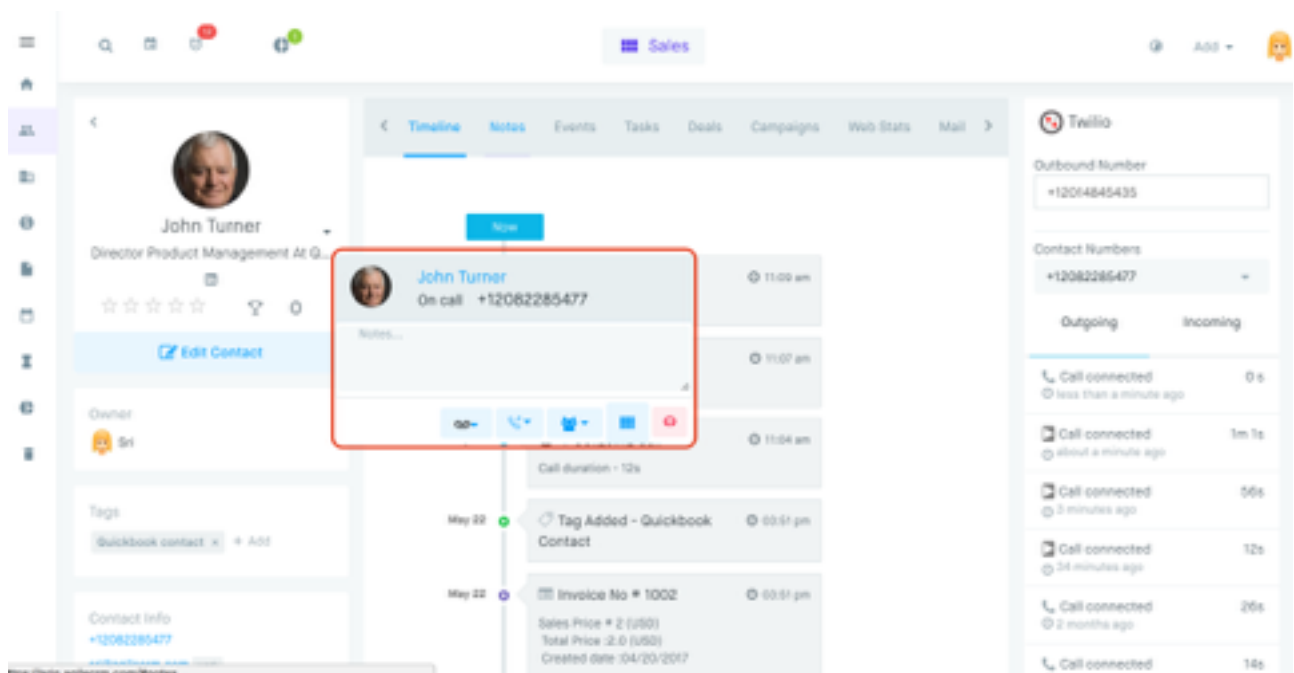 Sales
Add
John Turner
Director Product Management At Q...
0
Edit Contact
Owner
Sri
Tags
Quickbook contact x + Add
Contact Info
+12082285477
Timeline Notes Events Tasks Deals Campaigns Web Stats Mail
Now
John Turner
On call +12082285477
Notes...
11:09 am
11:07 am
11:04 am
Call duration - 12s
May 22
Tag Added - Quickbook
Contact
03:51 pm
May 22
Invoice No # 1002
03:51 pm
Sales Price # 2 (USD)
Total Price :2.0 (USD)
Created date :04/20/2017
Twilio
Outbound Number
+12014845435
Contact Numbers
+12082285477
Outgoing Incoming
Call connected 0 s
less than a minute ago
Call connected 1m 1s
about a minute ago
Call connected 56s
3 minutes ago
Call connected 12s
34 minutes ago
Call connected 26s
2 months ago
Call connected 14s